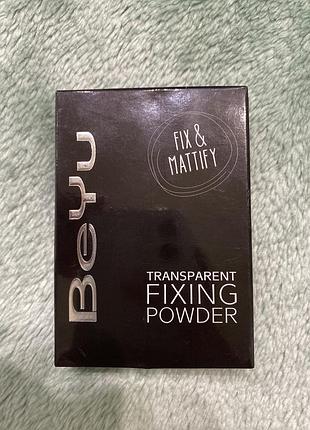 BeYu
FIX &
MATTIFY
TRANSPARENT
FIXING
POWDER